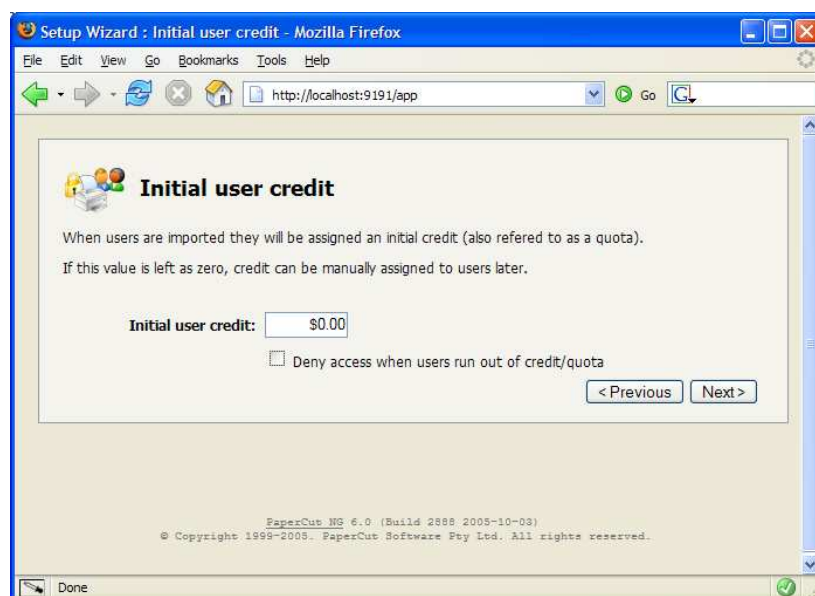 Setup Wizard : Initial user credit - Mozilla Firefox
File Edit View Go Bookmarks Tools Help
http://localhost:9191/app Go G
Initial user credit
When users are imported they will be assigned an initial credit (also refered to as a quota).
If this value is left as zero, credit can be manually assigned to users later.
Initial user credit: $0.00
Deny access when users run out of credit/quota
< Previous Next >
PaperCut NG 6.0 (Build 2888 2005-10-03)
© Copyright 1999-2005. PaperCut Software Pty Ltd. All rights reserved.
Done